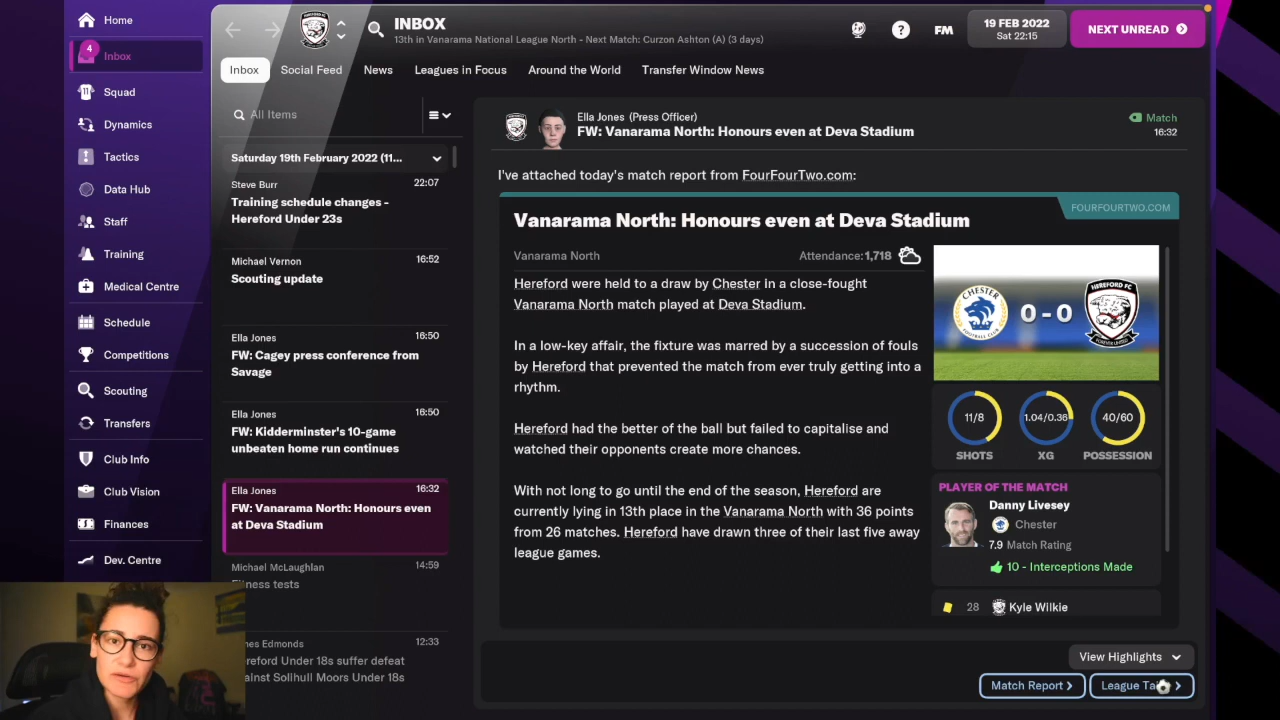 Home
INBOX
13th in Vanarama National League North - Next Match: Curzon Ashton (A) (3 days)
FM
19 FEB 2022
Sat 22:15
NEXT UNREAD
4
Inbox
Squad
Dynamics
Tactics
Data Hub
Staff
Training
Medical Centre
Schedule
Competitions
Scouting
Transfers
Club Info
Club Vision
Finances
Dev. Centre
Inbox
Social Feed
News
Leagues in Focus
Around the World
Transfer Window News
All Items
Saturday 19th February 2022 (11...
Steve Burr
22:07
Training schedule changes -
Hereford Under 23s
Michael Vernon
16:52
Scouting update
Ella Jones
16:50
FW: Cagey press conference from
Savage
Ella Jones
16:50
FW: Kidderminster's 10-game
unbeaten home run continues
Ella Jones
16:32
FW: Vanarama North: Honours even
at Deva Stadium
Michael McLaughlan
14:59
Fitness tests
Edmonds
12:33
Hereford Under 18s suffer defeat
against Solihull Moors Under 18s
Ella Jones (Press Officer)
FW: Vanarama North: Honours even at Deva Stadium
Match
16:32
I've attached today's match report from FourFourTwo.com:
FOURFOURTWO.COM
Vanarama North: Honours even at Deva Stadium
Vanarama North
Attendance: 1,718
Hereford were held to a draw by Chester in a close-fought
Vanarama North match played at Deva Stadium.
In a low-key affair, the fixture was marred by a succession of fouls
by Hereford that prevented the match from ever truly getting into a
rhythm.
Hereford had the better of the ball but failed to capitalise and
watched their opponents create more chances.
With not long to go until the end of the season, Hereford are
currently lying in 13th place in the Vanarama North with 36 points
from 26 matches. Hereford have drawn three of their last five away
league games.
CHESTER
FOOTBALL CLUB
0 - 0
HEREFORD FC
FOREVER UNITED
11/8
1.04/0.36
40/60
SHOTS
XG
POSSESSION
PLAYER OF THE MATCH
Danny Livesey
Chester
7.9 Match Rating
10 - Interceptions Made
28
Kyle Wilkie
View Highlights
Match Report
League